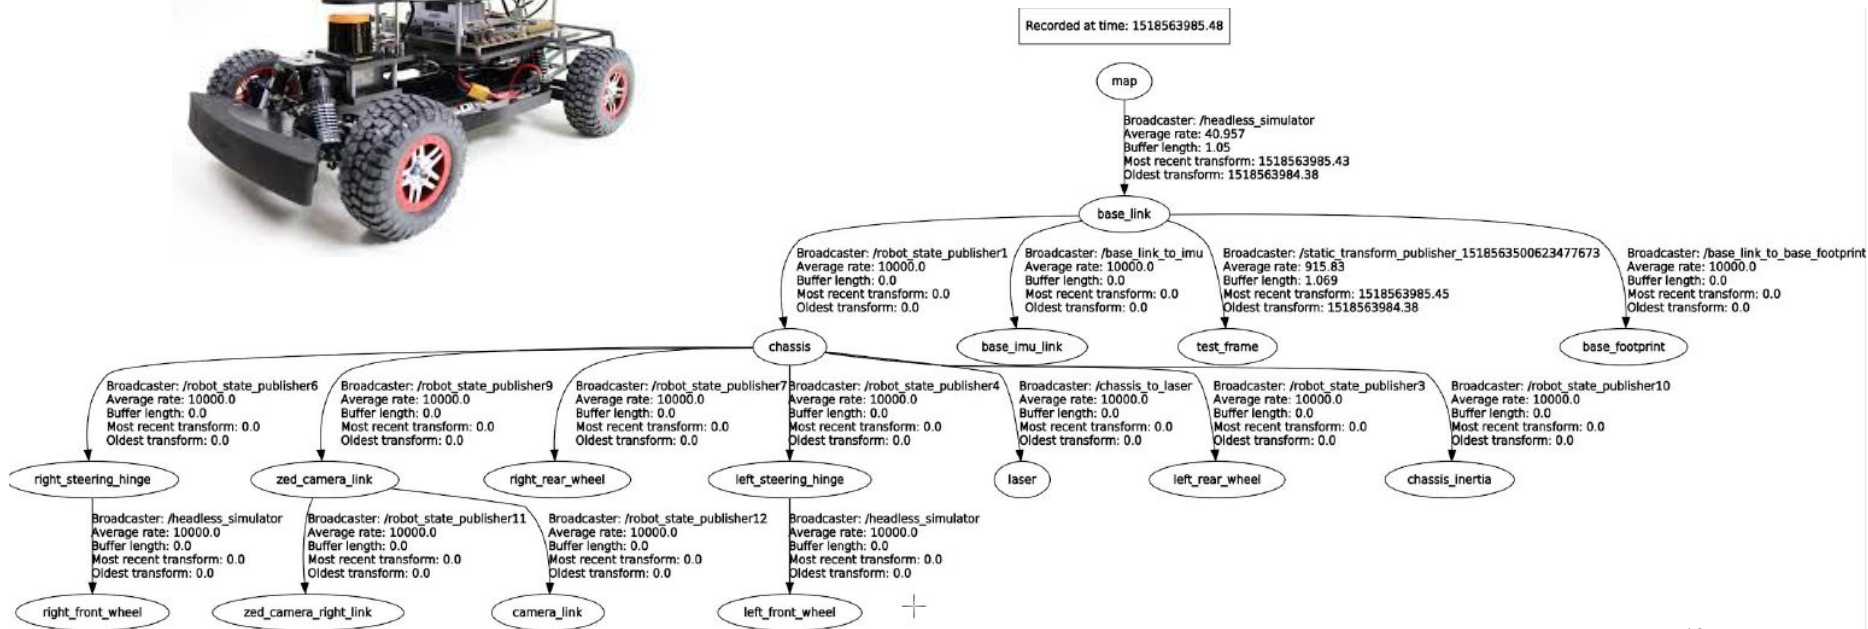 Recorded at time: 1518563985.48
map
Broadcaster: /headless_simulator
Average rate: 40.957
Buffer length: 1.05
Most recent transform: 1518563985.43
Oldest transform: 1518563984.38
base_link
Broadcaster: /robot_state_publisher1
Average rate: 10000.0
Buffer length: 0.0
Most recent transform: 0.0
Oldest transform: 0.0
Broadcaster: /base_link_to_imu
Average rate: 10000.0
Buffer length: 0.0
Most recent transform: 0.0
Oldest transform: 0.0
Broadcaster: /static_transform_publisher_1518563500623477673
Average rate: 915.83
Buffer length: 1.069
Most recent transform: 1518563985.45
Oldest transform: 1518563984.38
Broadcaster: /base_link_to_base_footprint
Average rate: 10000.0
Buffer length: 0.0
Most recent transform: 0.0
Oldest transform: 0.0
chassis
base_imu_link
test_frame
base_footprint
Broadcaster: /robot_state_publisher6
Average rate: 10000.0
Buffer length: 0.0
Most recent transform: 0.0
Oldest transform: 0.0
Broadcaster: /robot_state_publisher9
Average rate: 10000.0
Buffer length: 0.0
Most recent transform: 0.0
Oldest transform: 0.0
Broadcaster: /robot_state_publisher7
Average rate: 10000.0
Buffer length: 0.0
Most recent transform: 0.0
Oldest transform: 0.0
Broadcaster: /robot_state_publisher4
Average rate: 10000.0
Buffer length: 0.0
Most recent transform: 0.0
Oldest transform: 0.0
Broadcaster: /chassis_to_laser
Average rate: 10000.0
Buffer length: 0.0
Most recent transform: 0.0
Oldest transform: 0.0
Broadcaster: /robot_state_publisher3
Average rate: 10000.0
Buffer length: 0.0
Most recent transform: 0.0
Oldest transform: 0.0
Broadcaster: /robot_state_publisher10
Average rate: 10000.0
Buffer length: 0.0
Most recent transform: 0.0
Oldest transform: 0.0
right_steering_hinge
zed_camera_link
right_rear_wheel
left_steering_hinge
laser
left_rear_wheel
chassis_inertia
Broadcaster: /headless_simulator
Average rate: 10000.0
Buffer length: 0.0
Most recent transform: 0.0
Oldest transform: 0.0
Broadcaster: /robot_state_publisher11
Average rate: 10000.0
Buffer length: 0.0
Most recent transform: 0.0
Oldest transform: 0.0
Broadcaster: /robot_state_publisher12
Average rate: 10000.0
Buffer length: 0.0
Most recent transform: 0.0
Oldest transform: 0.0
Broadcaster: /headless_simulator
Average rate: 10000.0
Buffer length: 0.0
Most recent transform: 0.0
Oldest transform: 0.0
right_front_wheel
zed_camera_right_link
camera_link
left_front_wheel